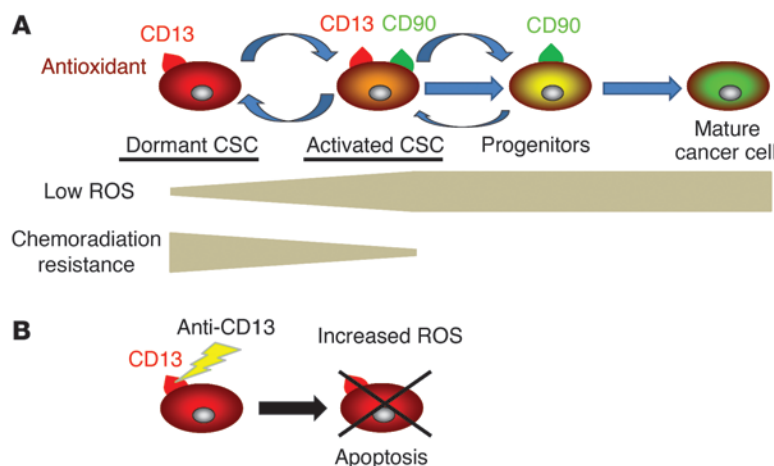 A
CD13
CD13 CD90
CD90
Antioxidant
Dormant CSC
Activated CSC
Progenitors
Mature
cancer cell
Low ROS
Chemoradiation
resistance
B
Anti-CD13
Increased ROS
CD13
Apoptosis